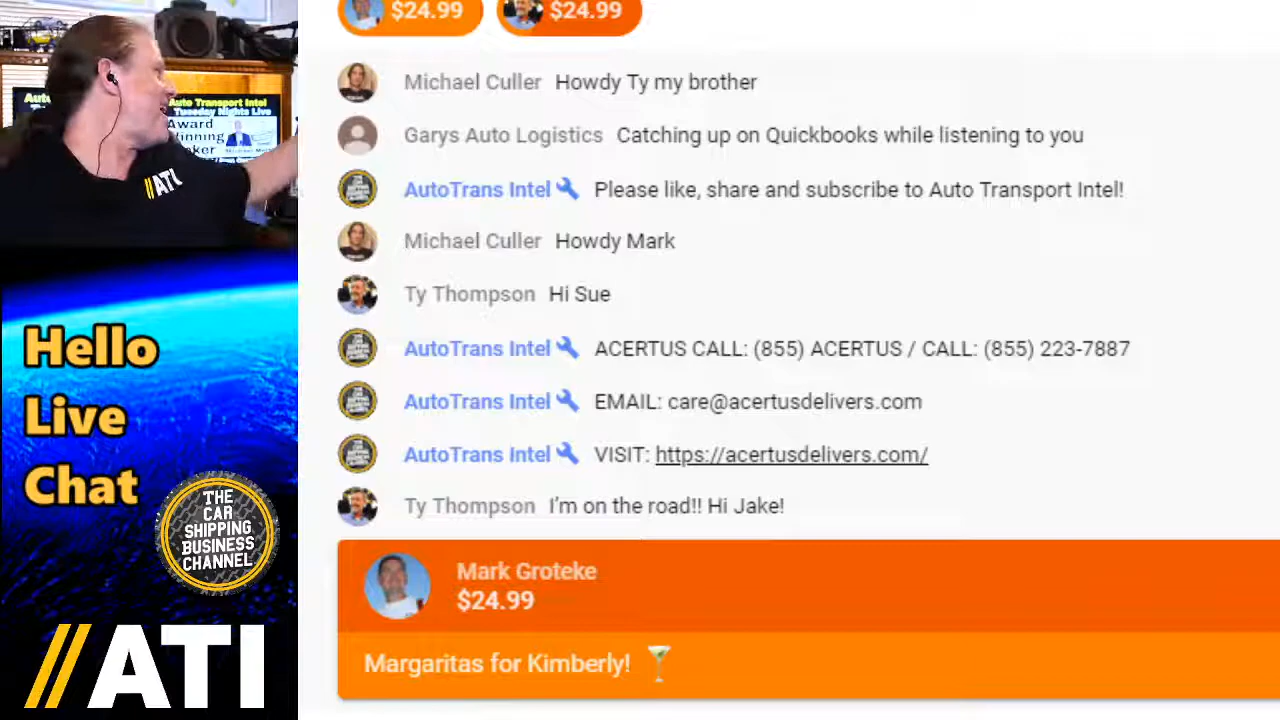 $24.99
$24.99
Michael Culler Howdy Ty my brother
Garys Auto Logistics Catching up on Quickbooks while listening to you
AutoTrans Intel Please like, share and subscribe to Auto Transport Intel!
Michael Culler Howdy Mark
Ty Thompson Hi Sue
AutoTrans Intel ACERTUS CALL: (855) ACERTUS / CALL: (855) 223-7887
AutoTrans Intel EMAIL: care@acertusdelivers.com
AutoTrans Intel VISIT: https://acertusdelivers.com/
Ty Thompson I'm on the road!! Hi Jake!
Mark Groteke
$24.99
Margaritas for Kimberly!
Auto Transport Intel
Tuesday Nights Live
Award
//ATI
Hello
Live
Chat
THE
CAR
SHIPPING
BUSINESS
CHANNEL
//ATI